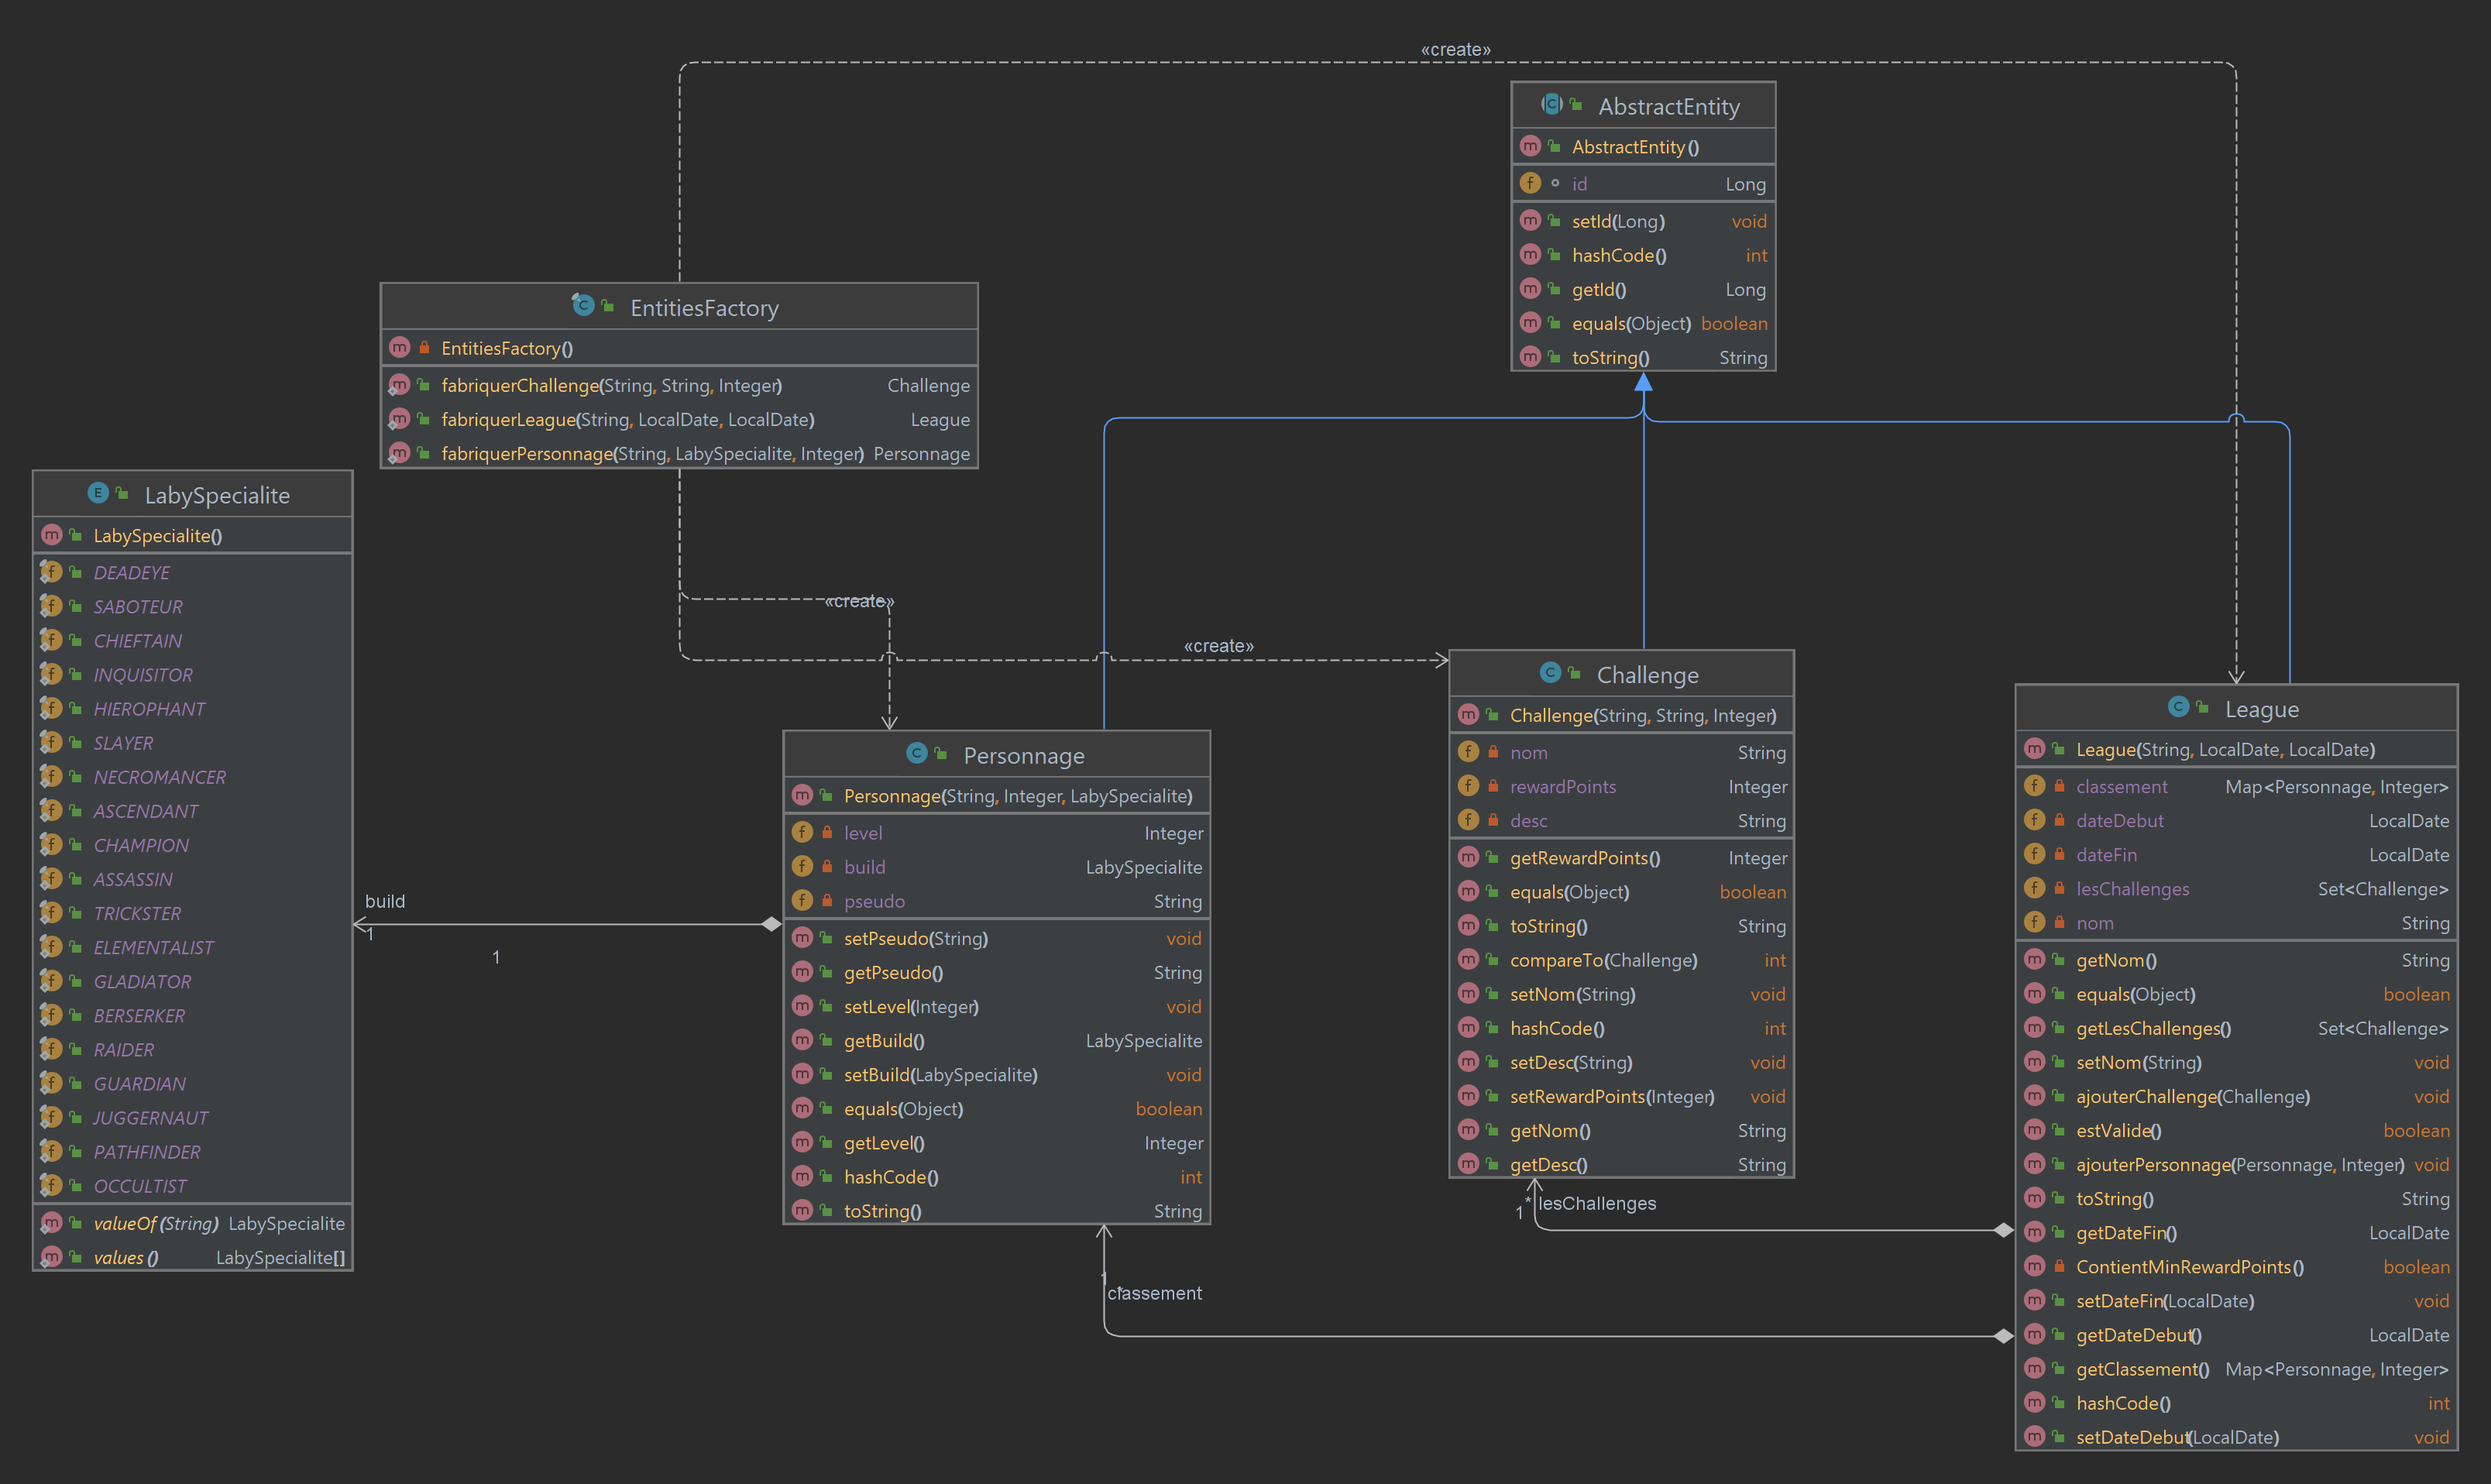 «create»
AbstractEntity
AbstractEntity()
id Long
setId(Long) void
hashCode() int
getId() Long
equals(Object) boolean
toString() String
EntitiesFactory
EntitiesFactory()
fabriquerChallenge(String, String, Integer) Challenge
fabriquerLeague(String, LocalDate, LocalDate) League
fabriquerPersonnage(String, LabySpecialite, Integer) Personnage
LabySpecialite
LabySpecialite()
DEADEYE
SABOTEUR
CHIEFTAIN
INQUISITOR
HIEROPHANT
SLAYER
NECROMANCER
ASCENDANT
CHAMPION
ASSASSIN
TRICKSTER
ELEMENTALIST
GLADIATOR
BERSERKER
RAIDER
GUARDIAN
JUGGERNAUT
PATHFINDER
OCCULTIST
valueOf(String) LabySpecialite
values() LabySpecialite[]
«create»
«create»
build
1
1
Personnage
Personnage(String, Integer, LabySpecialite)
level Integer
build LabySpecialite
pseudo String
setPseudo(String) void
getPseudo() String
setLevel(Integer) void
getBuild() LabySpecialite
setBuild(LabySpecialite) void
equals(Object) boolean
getLevel() Integer
hashCode() int
toString() String
1
*
classement
Challenge
Challenge(String, String, Integer)
nom String
rewardPoints Integer
desc String
getRewardPoints() Integer
equals(Object) boolean
toString() String
compareTo(Challenge) int
setNom(String) void
hashCode() int
setDesc(String) void
setRewardPoints(Integer) void
getNom() String
getDesc() String
* lesChallenges
1
League
League(String, LocalDate, LocalDate)
classement Map<Personnage, Integer>
dateDebut LocalDate
dateFin LocalDate
lesChallenges Set<Challenge>
nom String
getNom() String
equals(Object) boolean
getLesChallenges() Set<Challenge>
setNom(String) void
ajouterChallenge(Challenge) void
estValide() boolean
ajouterPersonnage(Personnage, Integer) void
toString() String
getDateFin() LocalDate
ContientMinRewardPoints() boolean
setDateFin(LocalDate) void
getDateDebut() LocalDate
getClassement() Map<Personnage, Integer>
hashCode() int
setDateDebut(LocalDate) void